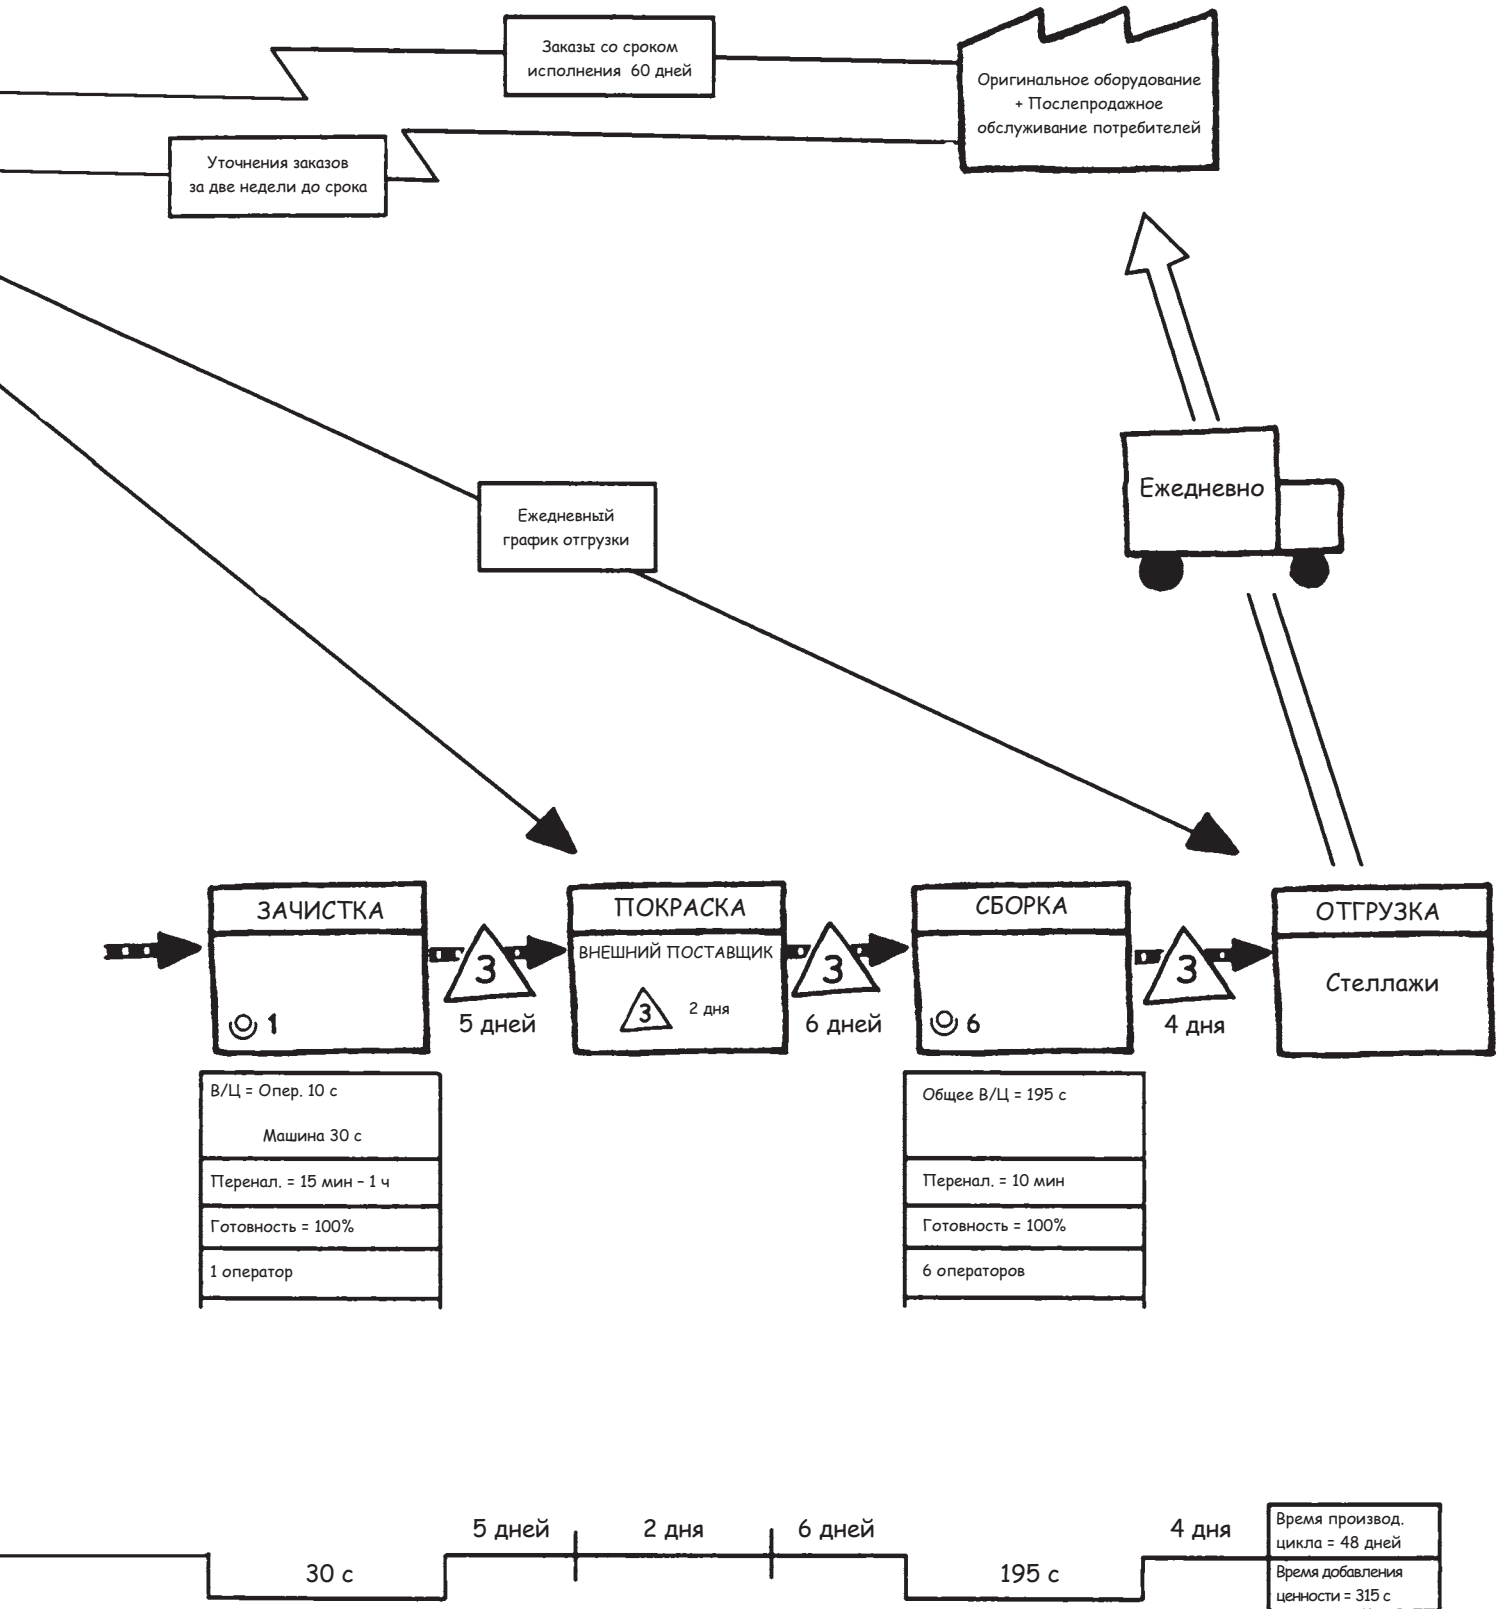 Заказы со сроком
исполнения 60 дней
Оригинальное оборудование
+ Послепродажное
обслуживание потребителей
Уточнения заказов
за две недели до срока
Ежедневно
Ежедневный
график отгрузки
ЗАЧИСТКА
1
З
5 дней
ПОКРАСКА
ВНЕШНИЙ ПОСТАВЩИК
З
2 дня
З
6 дней
СБОРКА
6
З
4 дня
ОТГРУЗКА
Стеллажи
В/Ц = Опер. 10 с
Машина 30 с
Перенал. = 15 мин – 1 ч
Готовность = 100%
1 оператор
Общее В/Ц = 195 с
Перенал. = 10 мин
Готовность = 100%
6 операторов
30 с
5 дней
2 дня
6 дней
195 с
4 дня
Время производ.
цикла = 48 дней
Время добавления
ценности = 315 с